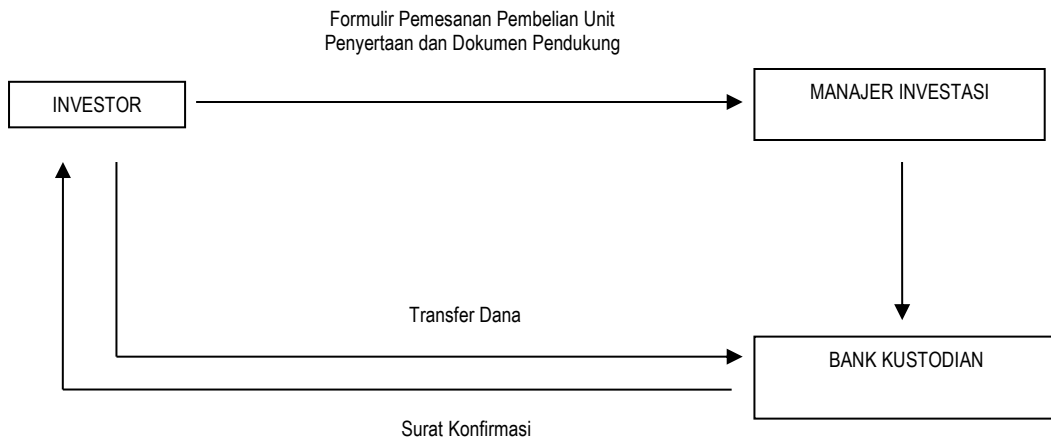 Formulir Pemesanan Pembelian Unit
Penyertaan dan Dokumen Pendukung
INVESTOR
MANAJER INVESTASI
Transfer Dana
BANK KUSTODIAN
Surat Konfirmasi